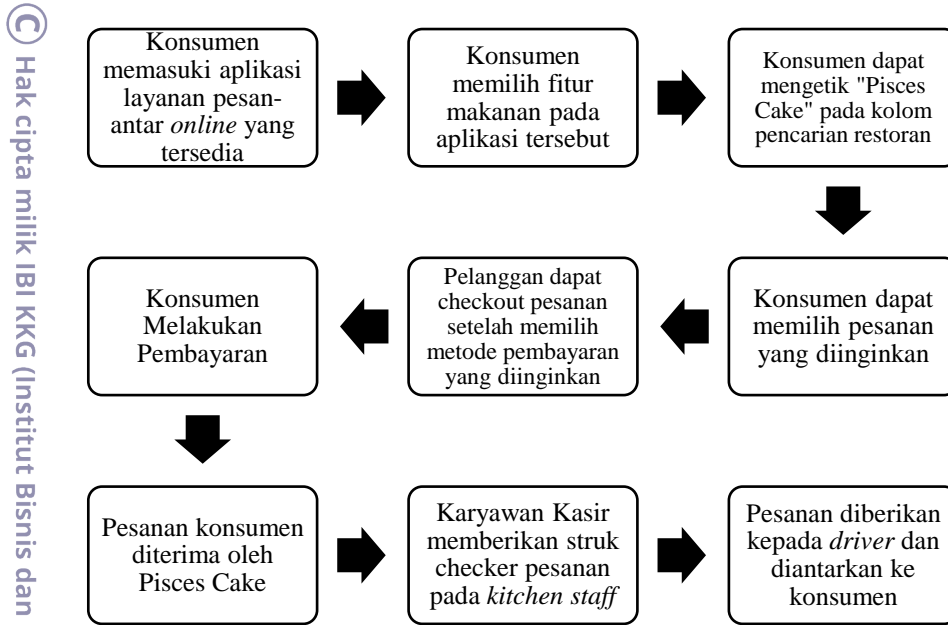 © Hak cipta milik IBI KKG (Institut Bisnis dan
Konsumen
memasuki aplikasi
layanan pesan-
antar online yang
tersedia
Konsumen
memilih fitur
makanan pada
aplikasi tersebut
Konsumen dapat
mengetik "Pisces
Cake" pada kolom
pencarian restoran
Konsumen dapat
memilih pesanan
yang diinginkan
Pelanggan dapat
checkout pesanan
setelah memilih
metode pembayaran
yang diinginkan
Konsumen
Melakukan
Pembayaran
Pesanan konsumen
diterima oleh
Pisces Cake
Karyawan Kasir
memberikan struk
checker pesanan
pada kitchen staff
Pesanan diberikan
kepada driver dan
diantarkan ke
konsumen